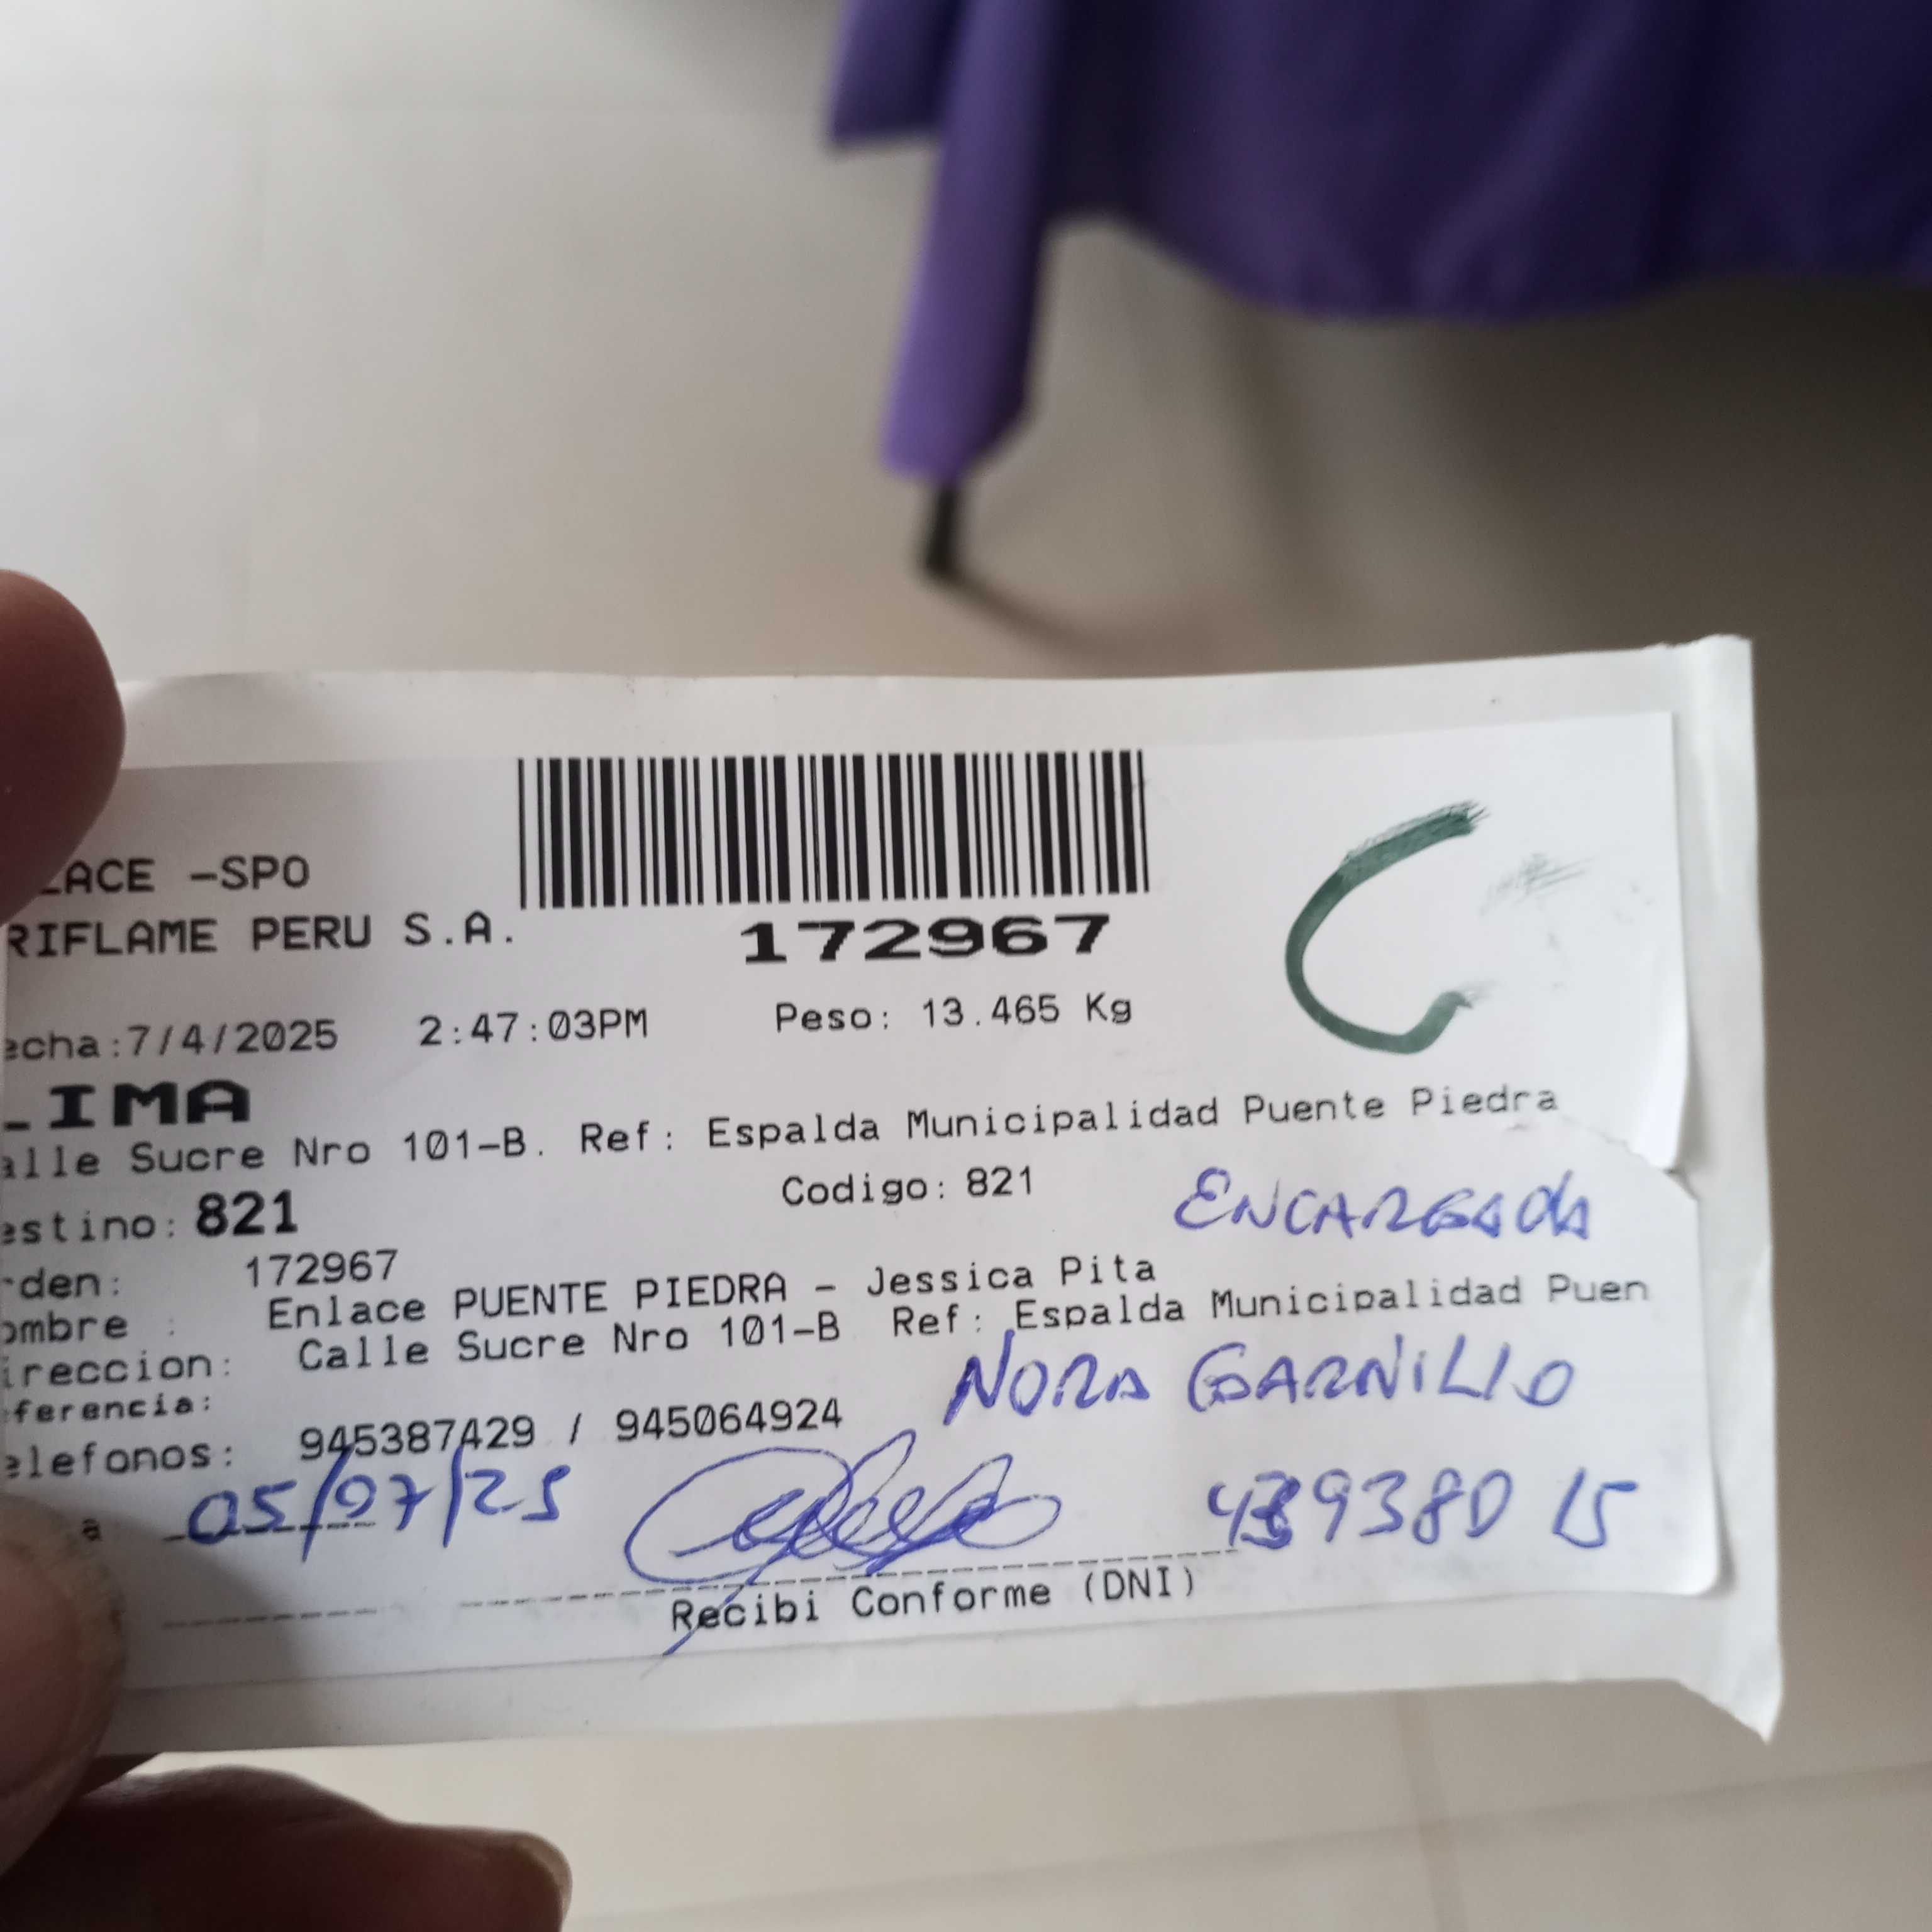 LACE -SPO
RIFLAME PERU S.A.
172967
echa:7/4/2025 2:47:03PM Peso: 13.465 Kg
LIMA
alle Sucre Nro 101-B. Ref: Espalda Municipalidad Puente Piedra
estino: 821 Codigo: 821
ENCARGADA
rden: 172967
ombre : Enlace PUENTE PIEDRA - Jessica Pita
ireccion: Calle Sucre Nro 101-B Ref: Espalda Municipalidad Puen
ferencia:
NORA GARNILLO
elefonos: 945387429 / 945064924
a 05/07/25
Recibi Conforme (DNI)
C